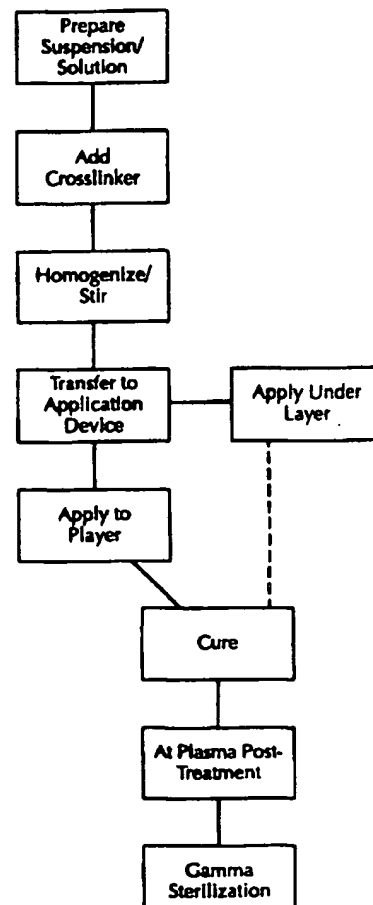 Prepare
Suspension/
Solution
Add
Crosslinker
Homogenize/
Stir
Transfer to
Application
Device
Apply Under
Layer
Apply to
Player
Cure
At Plasma Post-
Treatment
Gamma
Sterilization